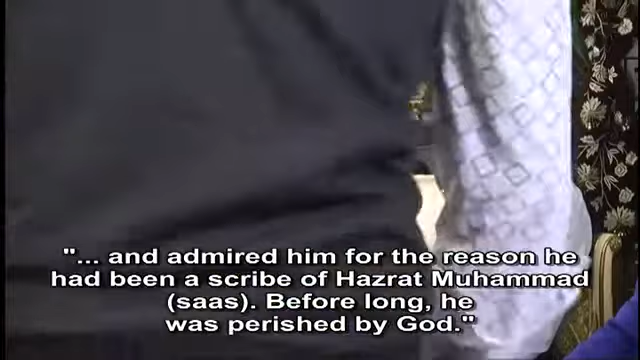 "... and admired him for the reason he
had been a scribe of Hazrat Muhammad
(saas). Before long, he
was perished by God."